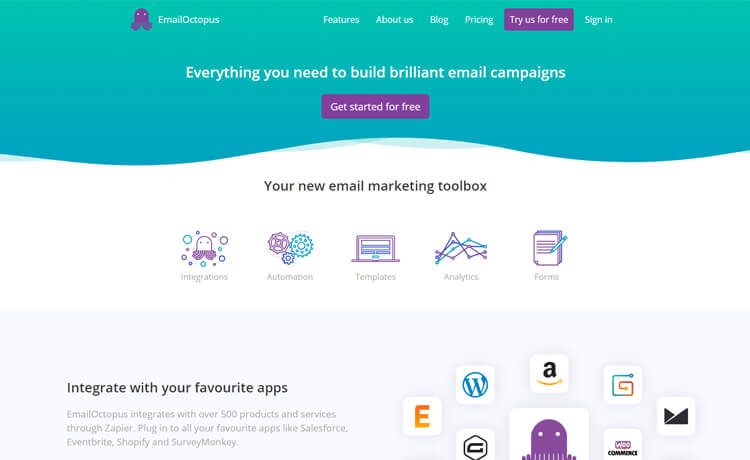 EmailOctopus
Features
About us
Blog
Pricing
Try us for free
Sign in
Everything you need to build brilliant email campaigns
Get started for free
Your new email marketing toolbox
Integrations
Automation
Templates
Analytics
Forms
Integrate with your favourite apps
EmailOctopus integrates with over 500 products and services
through Zapier. Plug in to all your favourite apps like Salesforce,
Eventbrite, Shopify and SurveyMonkey.
WOO
COMMERCE